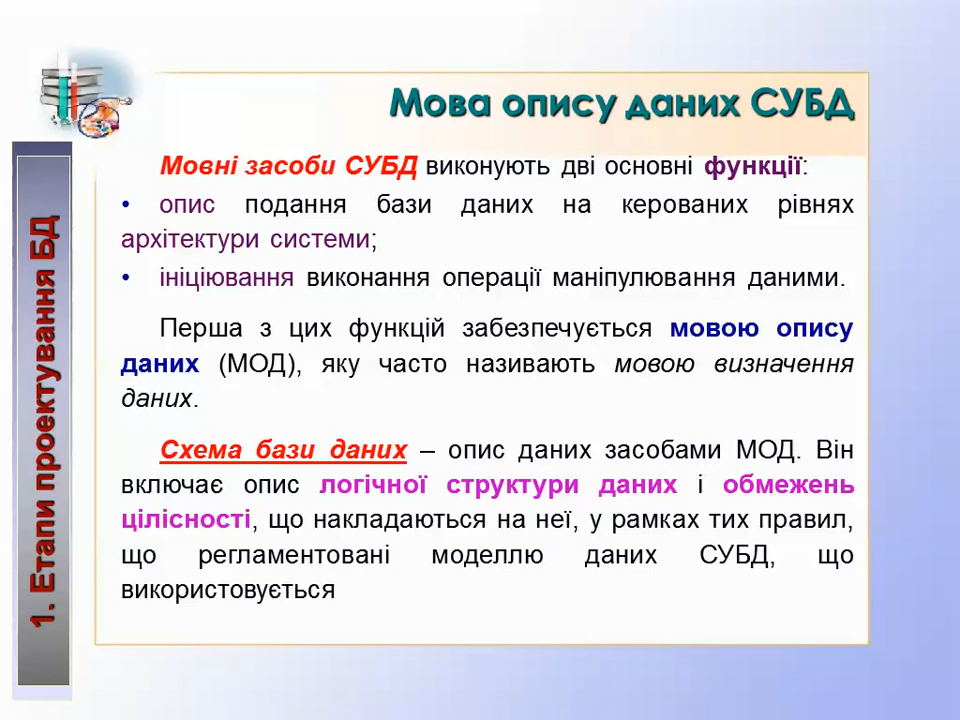 Мова опису даних СУБД
1. Етапи проектування БД
Мовні засоби СУБД виконують дві основні функції:
• опис подання бази даних на керованих рівнях
архітектури системи;
• ініціювання виконання операції маніпулювання даними.
Перша з цих функцій забезпечується мовою опису
даних (МОД), яку часто називають мовою визначення
даних.
Схема бази даних – опис даних засобами МОД. Він
включає опис логічної структури даних і обмежень
цілісності, що накладаються на неї, у рамках тих правил,
що регламентовані моделлю даних СУБД, що
використовується